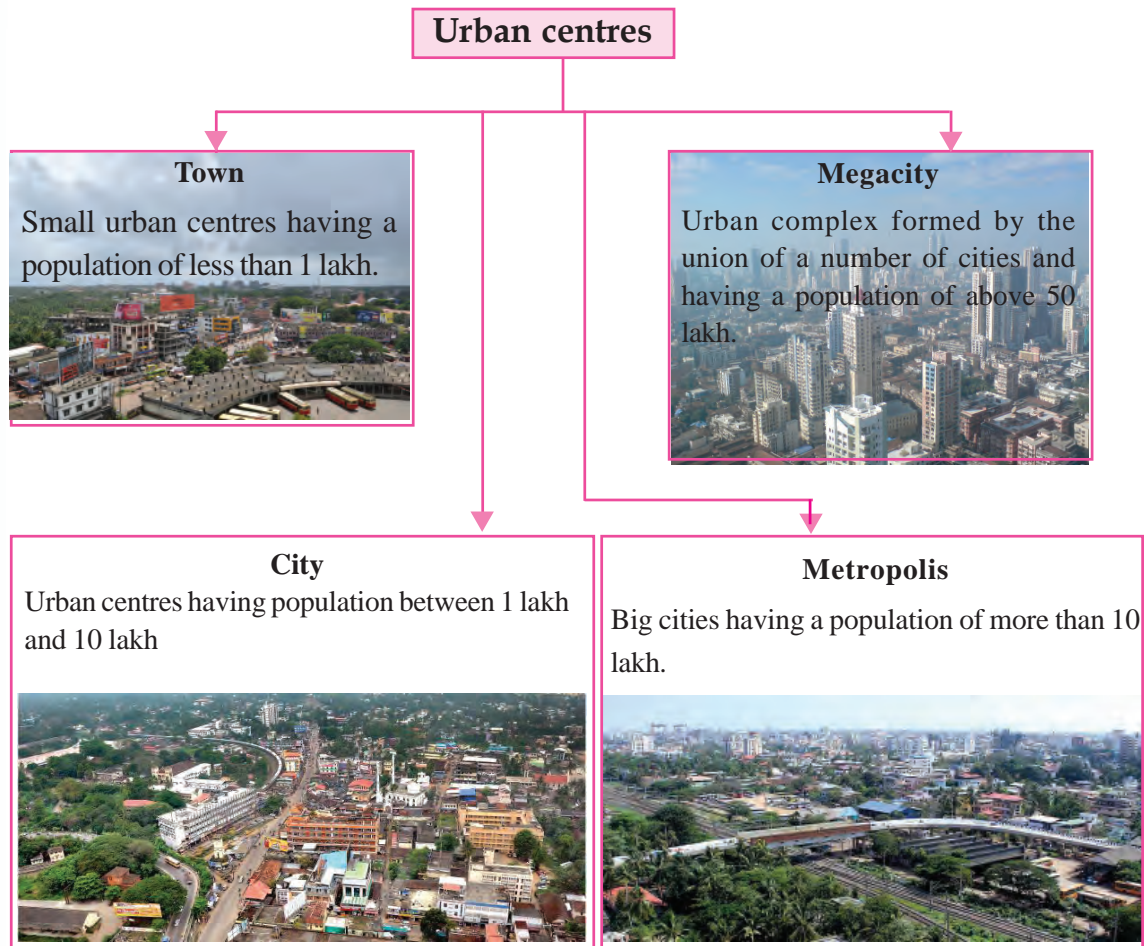 Urban centres
Town
Small urban centres having a
population of less than 1 lakh.
Megacity
Urban complex formed by the
union of a number of cities and
having a population of above 50
lakh.
City
Urban centres having population between 1 lakh
and 10 lakh
Metropolis
Big cities having a population of more than 10
lakh.